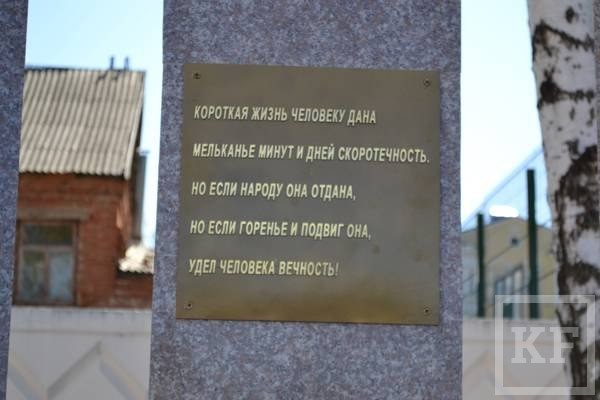 КОРОТКАЯ ЖИЗНЬ ЧЕЛОВЕКУ ДАНА
МЕЛЬКАНЬЕ МИНУТ И ДНЕЙ СКОРОТЕЧНОСТЬ.
НО ЕСЛИ НАРОДУ ОНА ОТДАНА,
НО ЕСЛИ ГОРЕНЬЕ И ПОДВИГ ОНА,
УДЕЛ ЧЕЛОВЕКА ВЕЧНОСТЬ!
KF